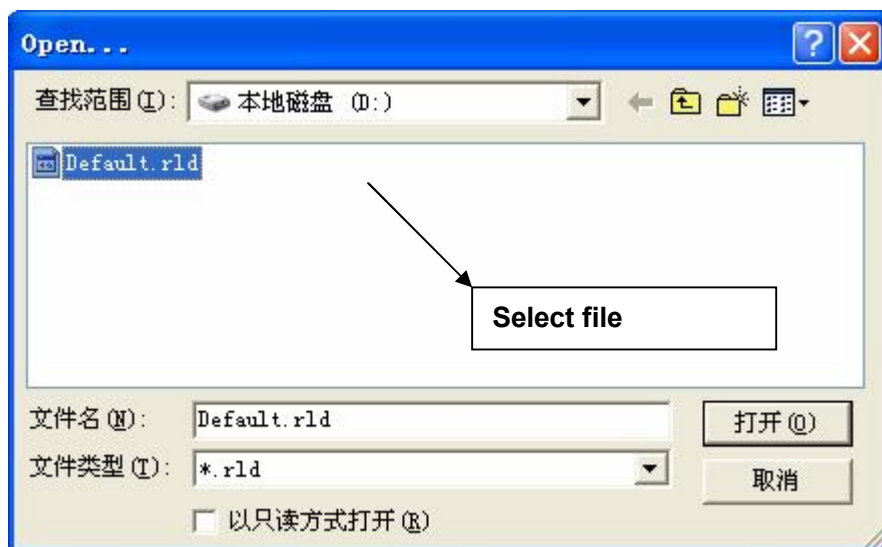 Open...
查找范围(I): 本地磁盘 (D:)
Default.rld
Select file
文件名(N): Default.rld 打开(O)
文件类型(T): *.rld 取消
以只读方式打开(R)